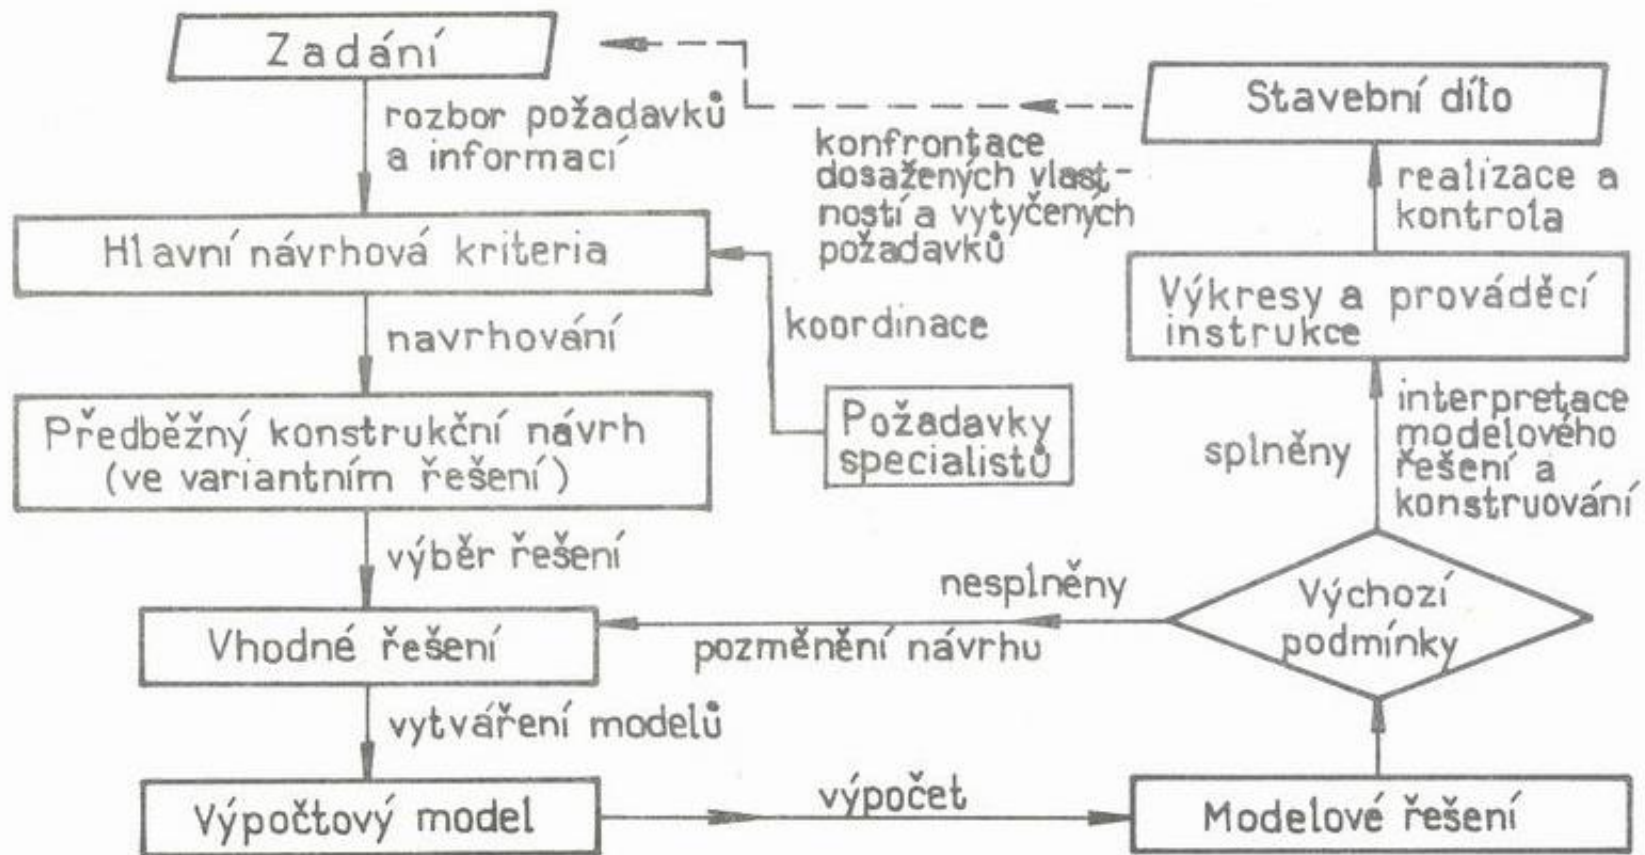 Zadání
rozbor požadavků
a informací
Hlavní návrhová kriteria
navrhování
Předběžný konstrukční návrh
(ve variantním řešení)
výběr řešení
Vhodné řešení
vytváření modelů
Výpočtový model
výpočet
Modelové řešení
Výchozí
podmínky
nesplněny
pozměnění návrhu
splněny
interpretace
modelového
řešení a
konstruování
Výkresy a prováděcí
instrukce
realizace a
kontrola
Stavební dílo
konfrontace
dosažených vlast-
ností a vytyčených
požadavků
koordinace
Požadavky
specialistů